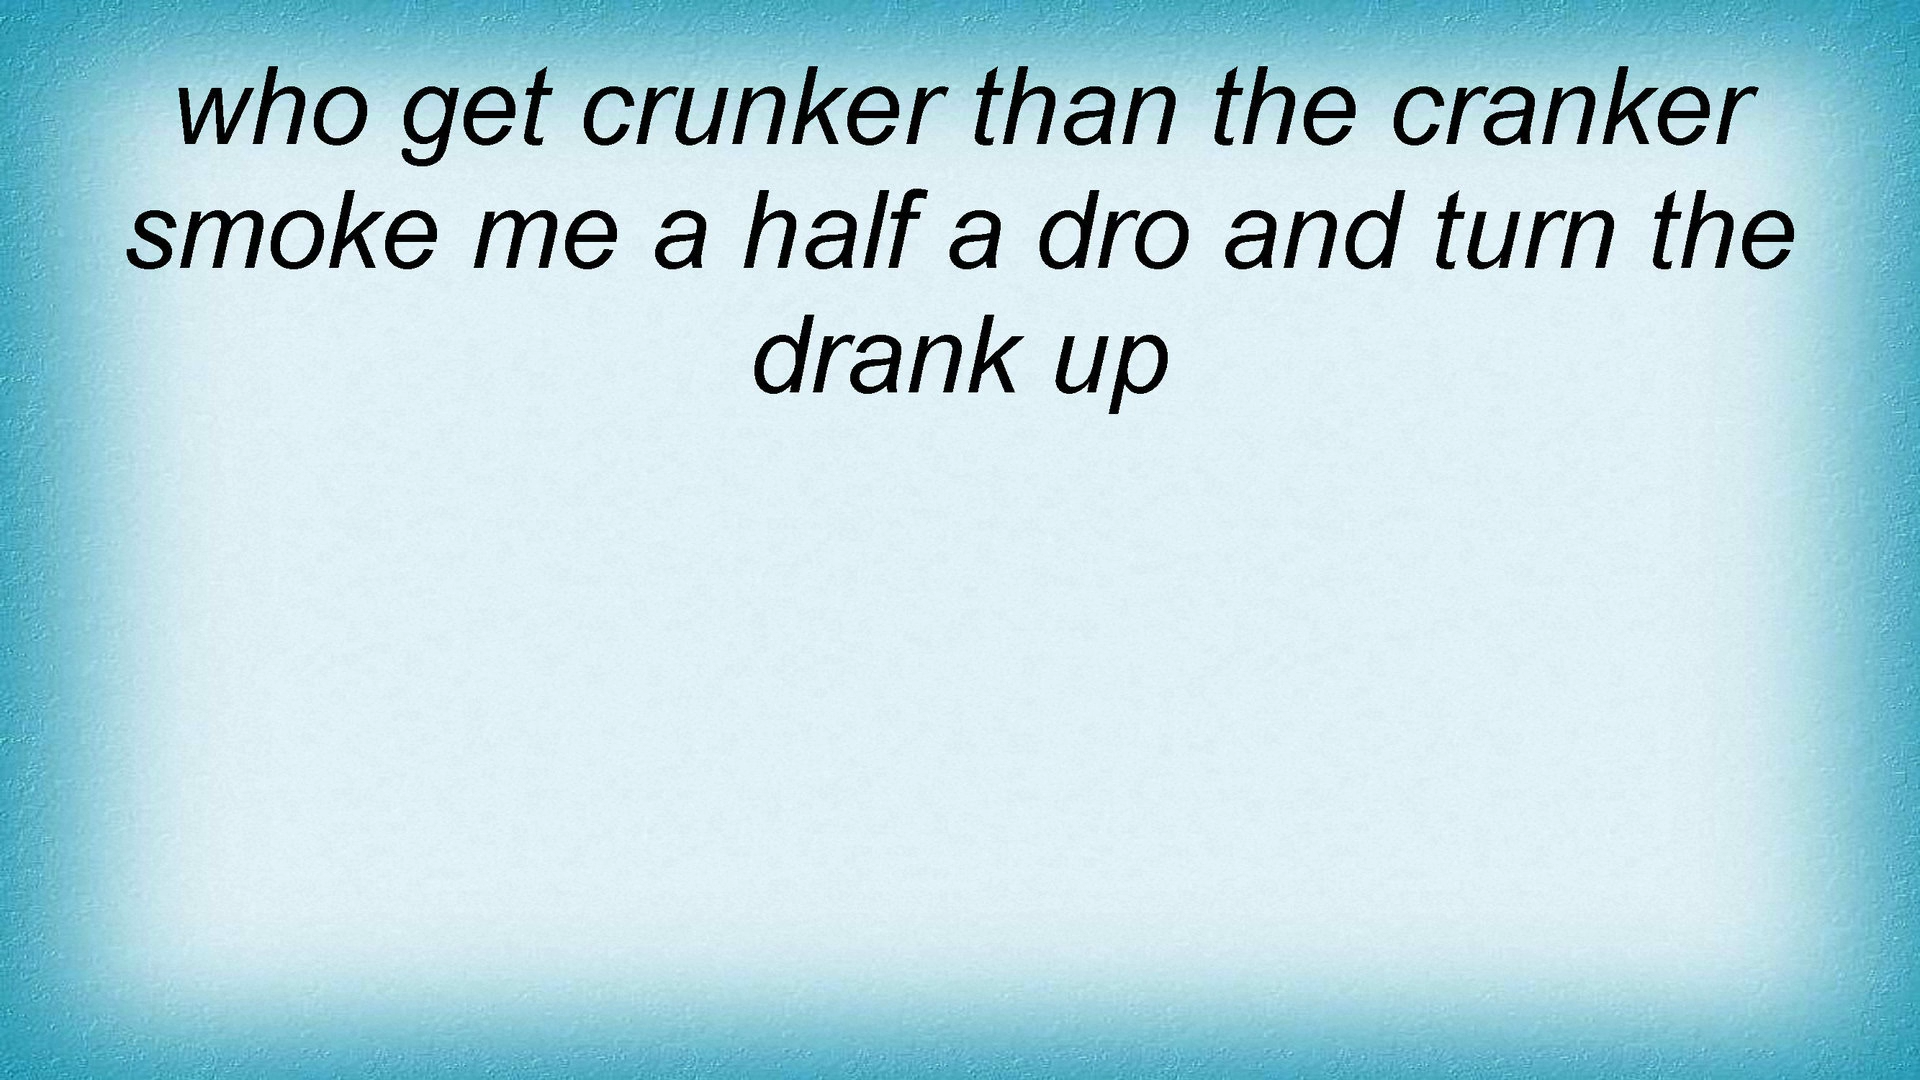 who get crunker than the cranker
smoke me a half a dro and turn the
drank up